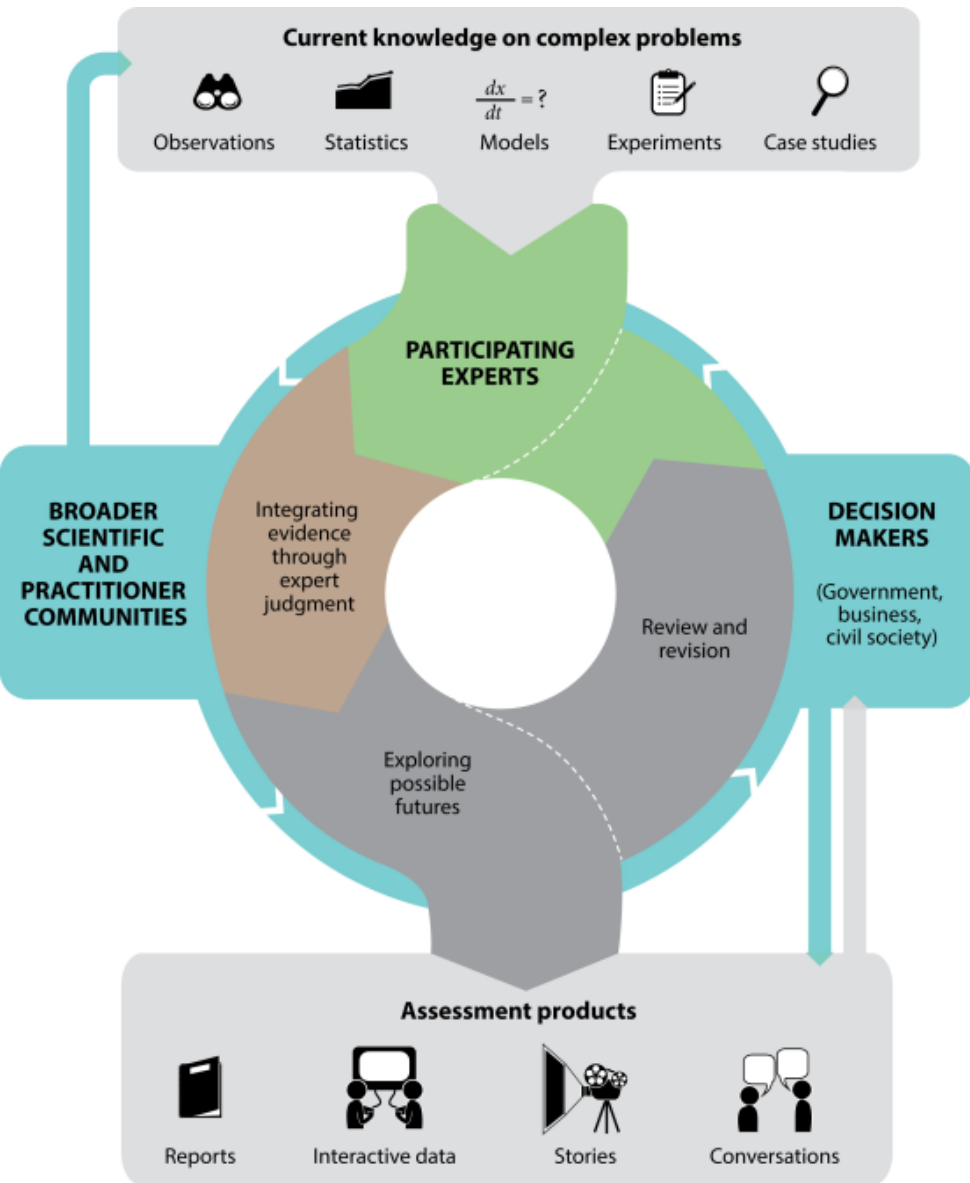 Current knowledge on complex problems
dx
dt
= ?
Observations
Statistics
Models
Experiments
Case studies
PARTICIPATING
EXPERTS
BROADER
SCIENTIFIC
AND
PRACTITIONER
COMMUNITIES
Integrating
evidence
through
expert
judgment
DECISION
MAKERS
(Government,
business,
civil society)
Review and
revision
Exploring
possible
futures
Assessment products
Reports
Interactive data
Stories
Conversations